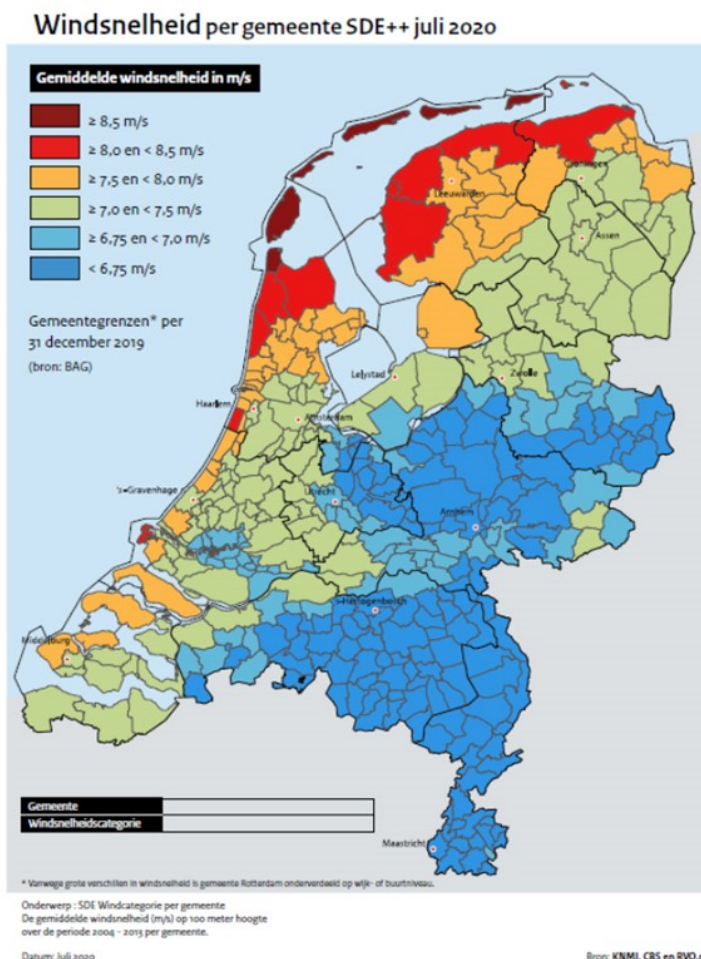 Windsnelheid per gemeente SDE++ juli 2020
Gemiddelde windsnelheid in m/s
≥ 8,5 m/s
≥ 8,0 en < 8,5 m/s
≥ 7,5 en < 8,0 m/s
≥ 7,0 en < 7,5 m/s
≥ 6,75 en < 7,0 m/s
< 6,75 m/s
Gemeentegrenzen* per
31 december 2019
(bron: BAG)
Groningen
Leeuwarden
Assen
Lelystad
Zwolle
Haarlem
Amsterdam
's-Gravenhage
Utrecht
Arnhem
's-Hertogenbosch
Middelburg
Maastricht
Gemeente
Windsnelheidscategorie
* Vanwege grote verschillen in windsnelheid is gemeente Rotterdam onderverdeeld op wijk- of buurtniveau.
Onderwerp : SDE Windcategorie per gemeente
De gemiddelde windsnelheid (m/s) op 100 meter hoogte
over de periode 2004 - 2013 per gemeente.
Datum: Juli 2020
Bron: KNMI, CBS en RVO.